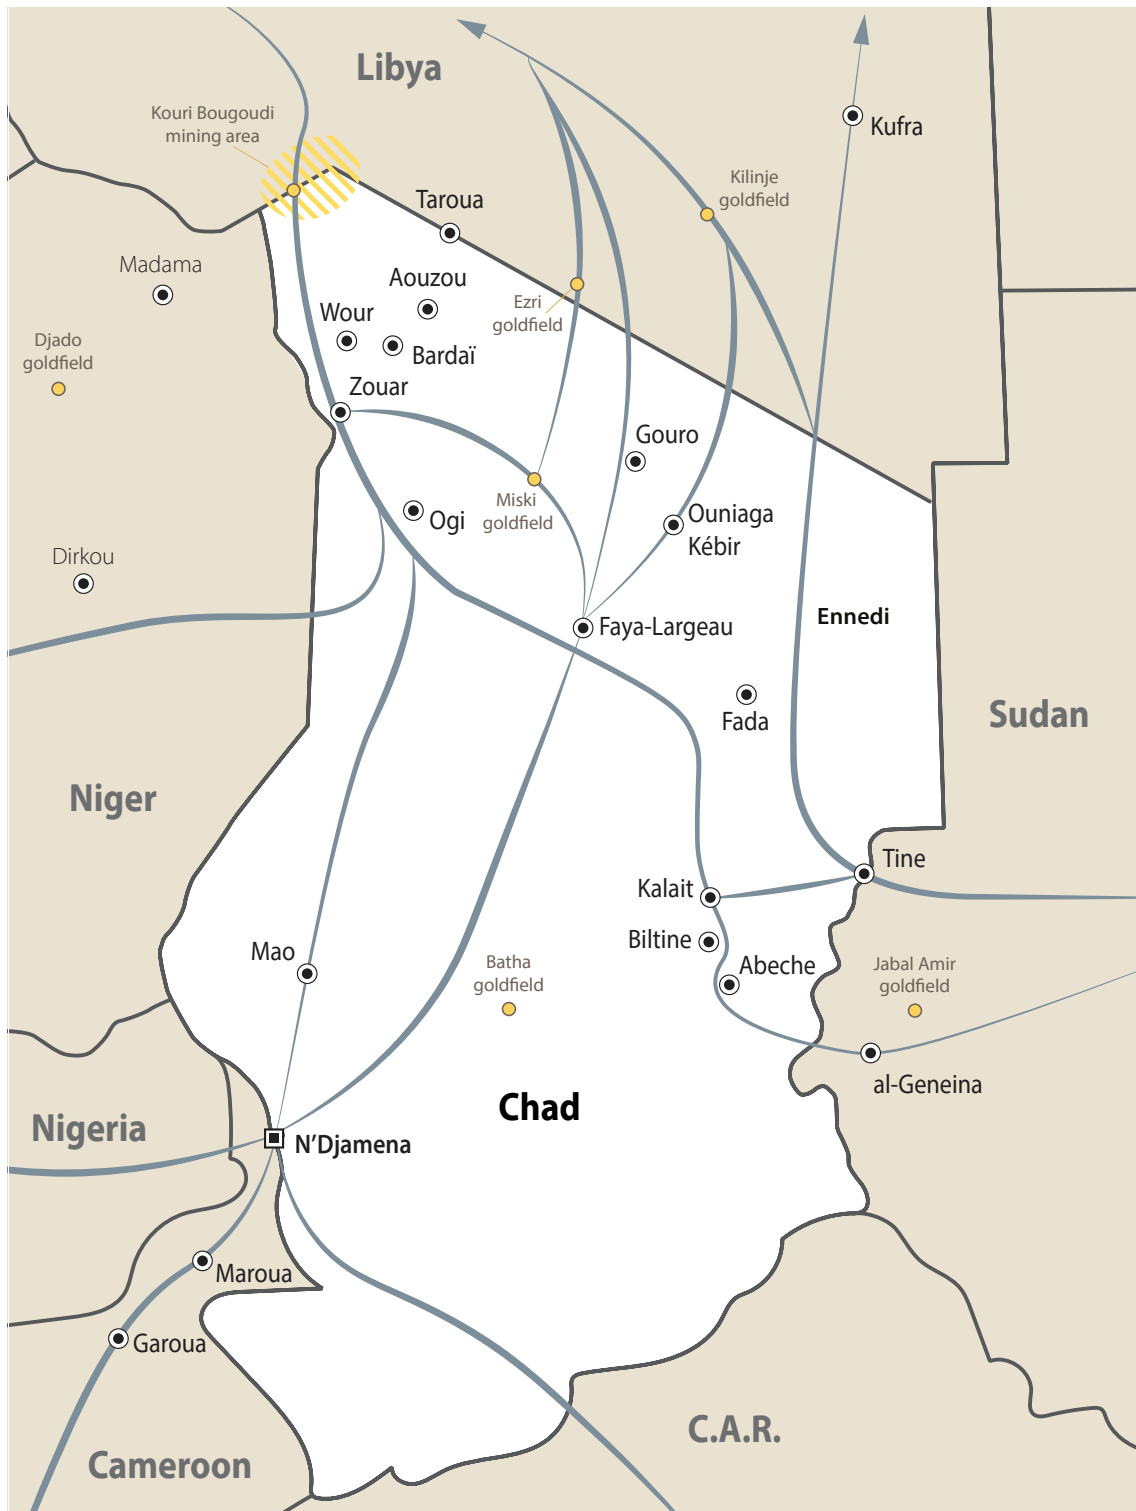 Libya
Kouri Bougoudi
mining area
Kufra
Kilinje
goldfield
Taroua
Madama
Aouzou
Ezri
goldfield
Wour
Bardaï
Djado
goldfield
Zouar
Gouro
Miski
goldfield
Ogi
Ouniaga
Kébir
Dirkou
Ennedi
Faya-Largeau
Fada
Sudan
Niger
Tine
Kalait
Biltine
Mao
Abeche
Batha
goldfield
Jabal Amir
goldfield
al-Geneina
Chad
Nigeria
N’Djamena
Maroua
Garoua
C.A.R.
Cameroon